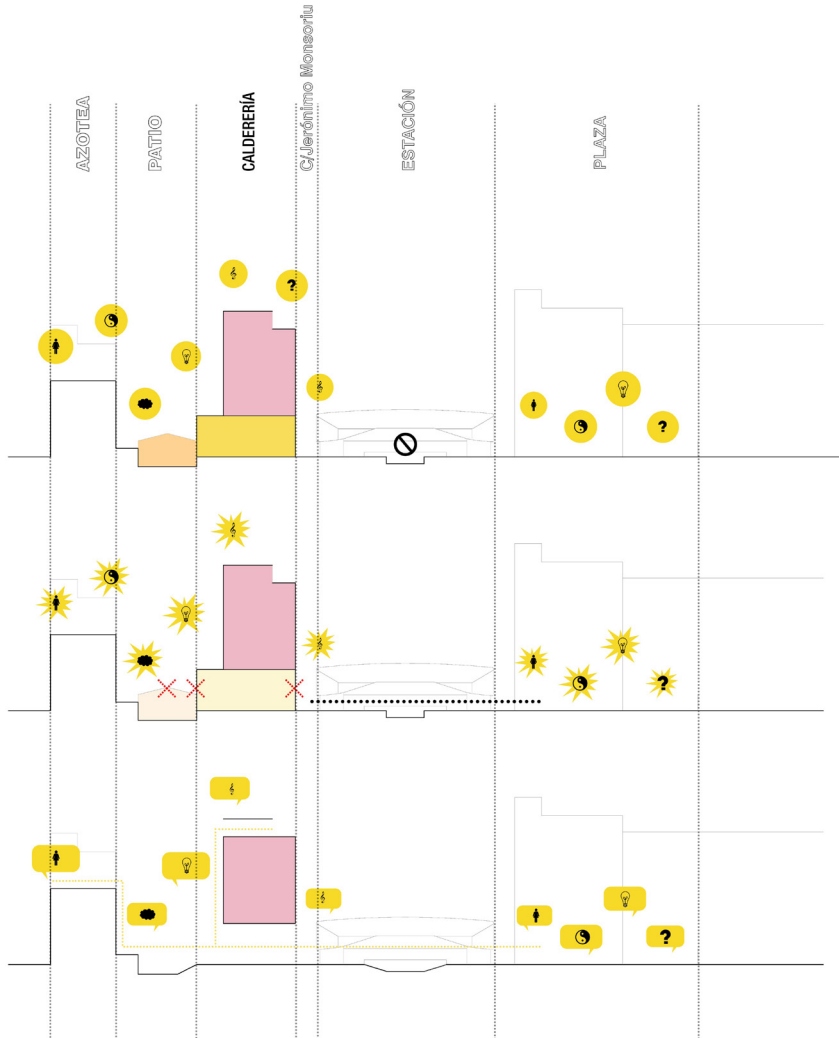 AZOTEA
PATIO
CALDERERÍA
C/Jerónimo Monsoriu
ESTACIÓN
PLAZA
?
?
?
?